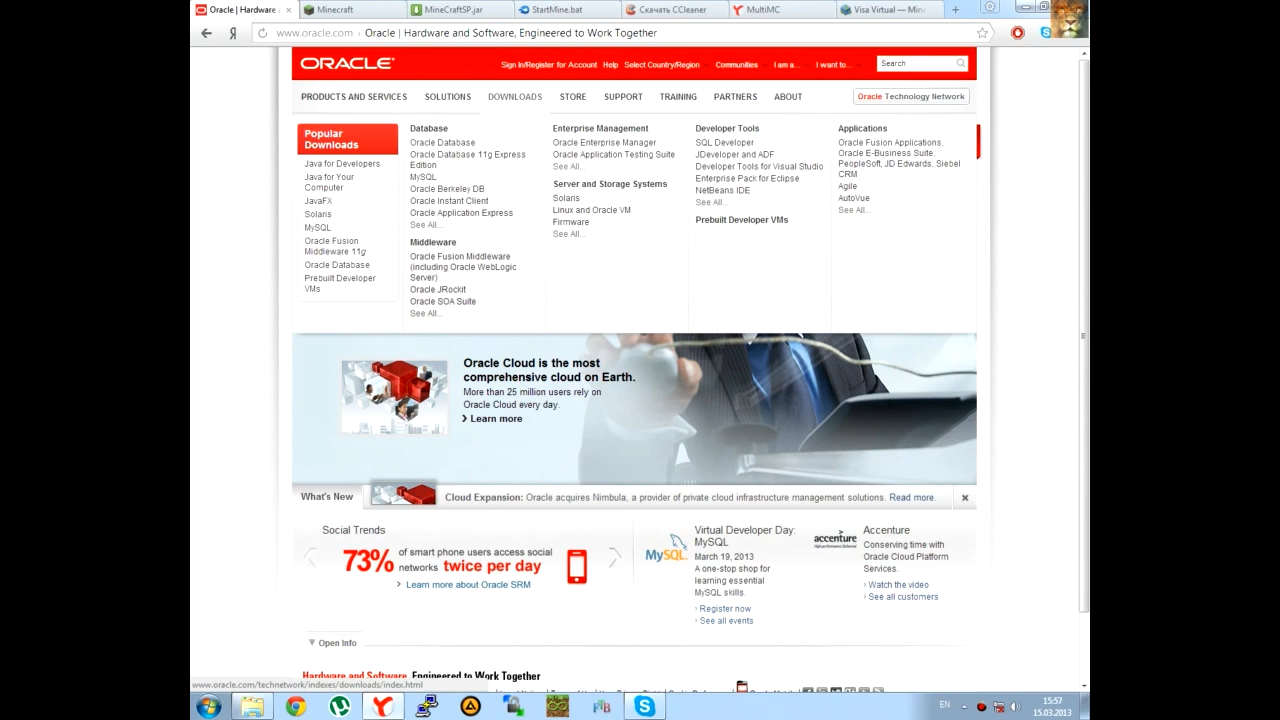 Oracle | Hardware
Minecraft
MineCraftSP.jar
StartMine.bat
Скачать CCleaner
MultiMC
Visa Virtual — Мин
www.oracle.com › Oracle | Hardware and Software, Engineered to Work Together
ORACLE
Sign In/Register for Account Help Select Country/Region Communities I am a... I want to...
Search
PRODUCTS AND SERVICES SOLUTIONS DOWNLOADS STORE SUPPORT TRAINING PARTNERS ABOUT
Oracle Technology Network
Popular
Downloads
Java for Developers
Java for Your
Computer
JavaFX
Solaris
MySQL
Oracle Fusion
Middleware 11g
Oracle Database
Prebuilt Developer
VMs
Database
Oracle Database
Oracle Database 11g Express
Edition
MySQL
Oracle Berkeley DB
Oracle Instant Client
Oracle Application Express
See All...
Middleware
Oracle Fusion Middleware
(including Oracle WebLogic
Server)
Oracle JRockit
Oracle SOA Suite
See All...
Enterprise Management
Oracle Enterprise Manager
Oracle Application Testing Suite
See All...
Server and Storage Systems
Solaris
Linux and Oracle VM
Firmware
See All...
Developer Tools
SQL Developer
JDeveloper and ADF
Developer Tools for Visual Studio
Enterprise Pack for Eclipse
NetBeans IDE
See All...
Prebuilt Developer VMs
Applications
Oracle Fusion Applications,
Oracle E-Business Suite,
PeopleSoft, JD Edwards, Siebel
CRM
Agile
AutoVue
See All...
Oracle Cloud is the most
comprehensive cloud on Earth.
More than 25 million users rely on
Oracle Cloud every day.
Learn more
What's New
Cloud Expansion: Oracle acquires Nimbula, a provider of private cloud infrastructure management solutions. Read more.
Social Trends
73% of smart phone users access social
networks twice per day
Learn more about Oracle SRM
MySQL
Virtual Developer Day:
MySQL
March 19, 2013
A one-stop shop for
learning essential
MySQL skills.
Register now
See all events
accenture
High performance. Delivered.
Accenture
Conserving time with
Oracle Cloud Platform
Services.
Watch the video
See all customers
Open Info
Hardware and Software, Engineered to Work Together
www.oracle.com/technetwork/indexes/downloads/index.html
EN
15:57
15.03.2013